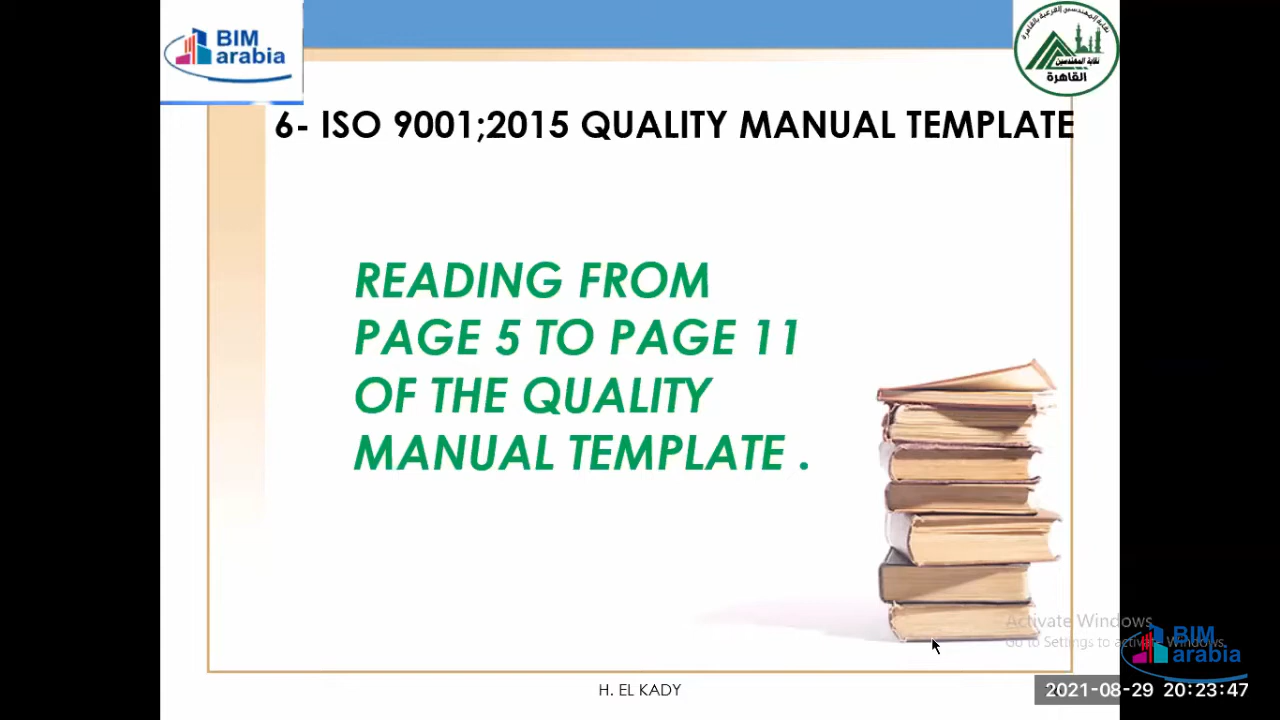 BIM
arabia
نقابة المهندسين الفرعية بالقاهرة
نقابة المهندسين
القاهرة
6- ISO 9001;2015 QUALITY MANUAL TEMPLATE
READING FROM
PAGE 5 TO PAGE 11
OF THE QUALITY
MANUAL TEMPLATE .
Activate Windows
Go to Settings to activate Windows.
BIM
arabia
H. EL KADY
2021-08-29 20:23:47